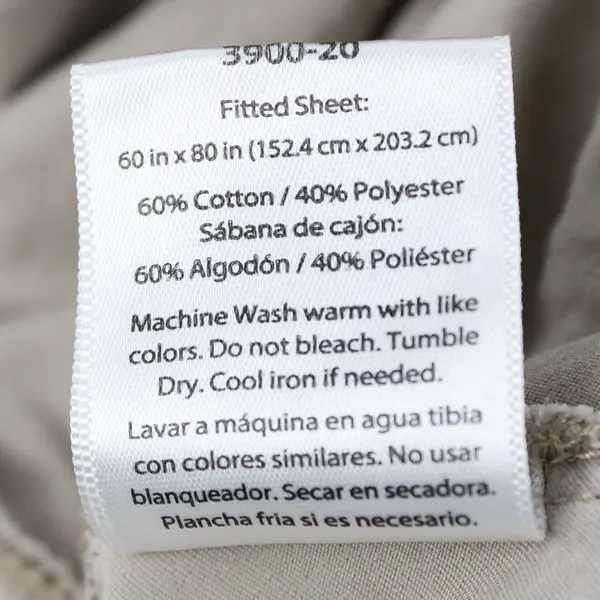 3900-20
Fitted Sheet:
60 in x 80 in (152.4 cm x 203.2 cm)
60% Cotton / 40% Polyester
Sábana de cajón:
60% Algodón / 40% Poliéster
Machine Wash warm with like
colors. Do not bleach. Tumble
Dry. Cool iron if needed.
Lavar a máquina en agua tibia
con colores similares. No usar
blanqueador. Secar en secadora.
Plancha fria si es necesario.